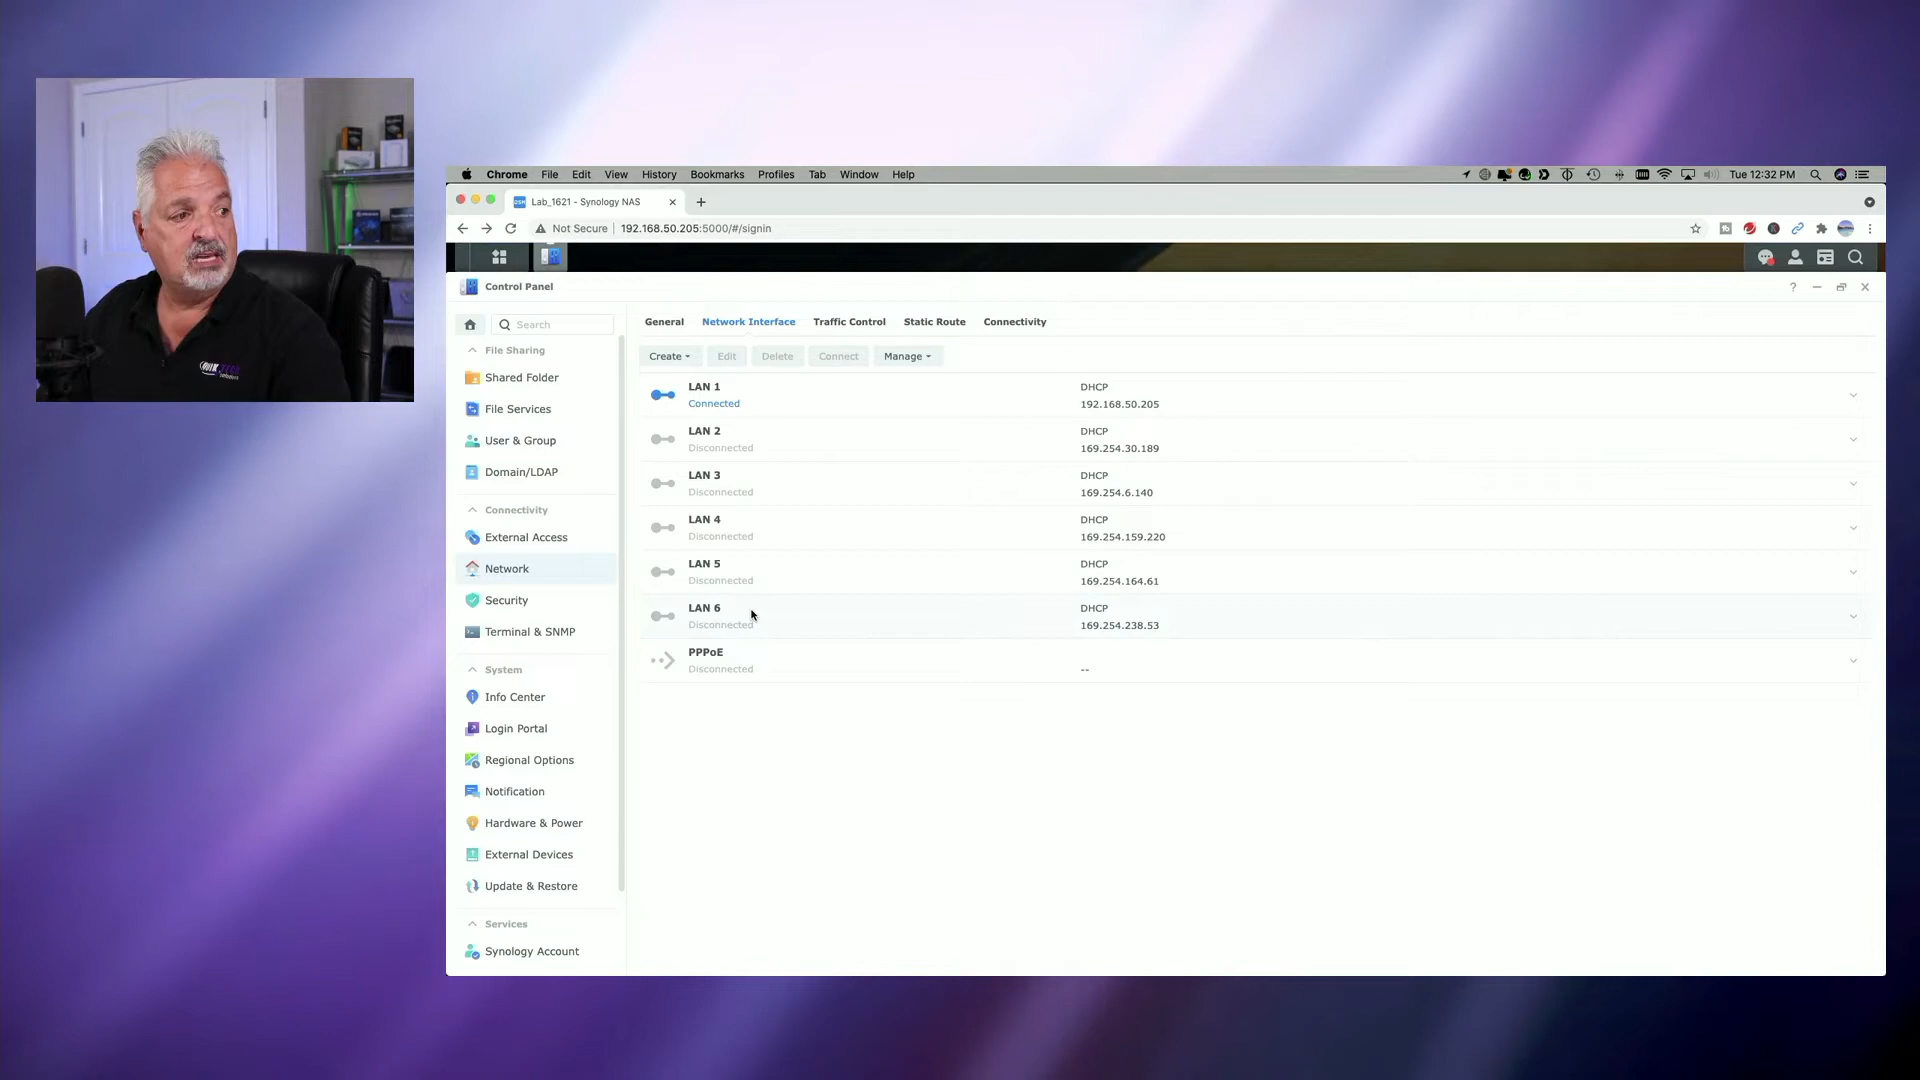 Chrome File Edit View History Bookmarks Profiles Tab Window Help Tue 12:32 PM
Lab_1621 - Synology NAS
Not Secure 192.168.50.205:5000/#/signin
Control Panel
Search
General Network Interface Traffic Control Static Route Connectivity
Create Edit Delete Connect Manage
File Sharing
Shared Folder
File Services
User & Group
Domain/LDAP
Connectivity
External Access
Network
Security
Terminal & SNMP
System
Info Center
Login Portal
Regional Options
Notification
Hardware & Power
External Devices
Update & Restore
Services
Synology Account
LAN 1 DHCP
Connected 192.168.50.205
LAN 2 DHCP
Disconnected 169.254.30.189
LAN 3 DHCP
Disconnected 169.254.6.140
LAN 4 DHCP
Disconnected 169.254.159.220
LAN 5 DHCP
Disconnected 169.254.164.61
LAN 6 DHCP
Disconnected 169.254.238.53
PPPoE
Disconnected --